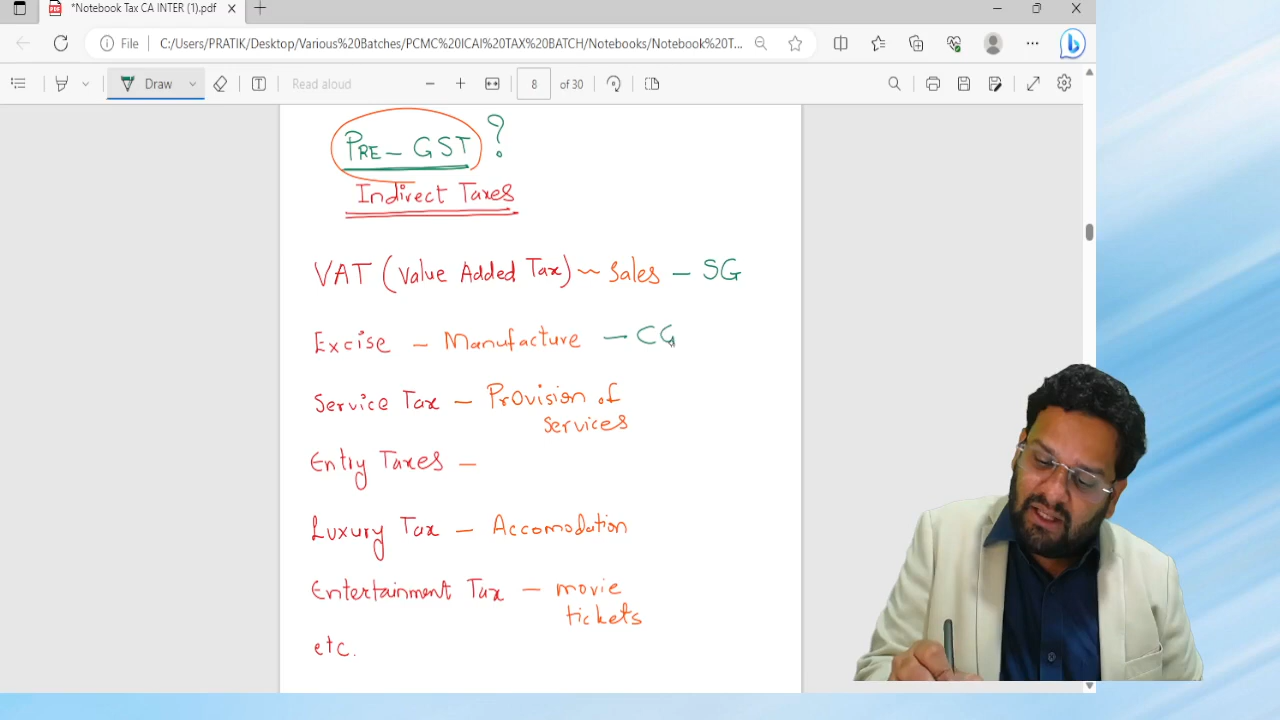 *Notebook Tax CA INTER (1).pdf
File C:/Users/PRATIK/Desktop/Various%20Batches/PCMC%20ICAI%20TAX%20BATCH/Notebooks/Notebook%20T...
Draw Read aloud 8 of 30
PRE - GST ?
Indirect Taxes
VAT (Value Added Tax) ~ Sales - SG
Excise - Manufacture - CG
Service Tax - Provision of
services
Entry Taxes -
Luxury Tax - Accomodation
Entertainment Tax - movie
tickets
etc.